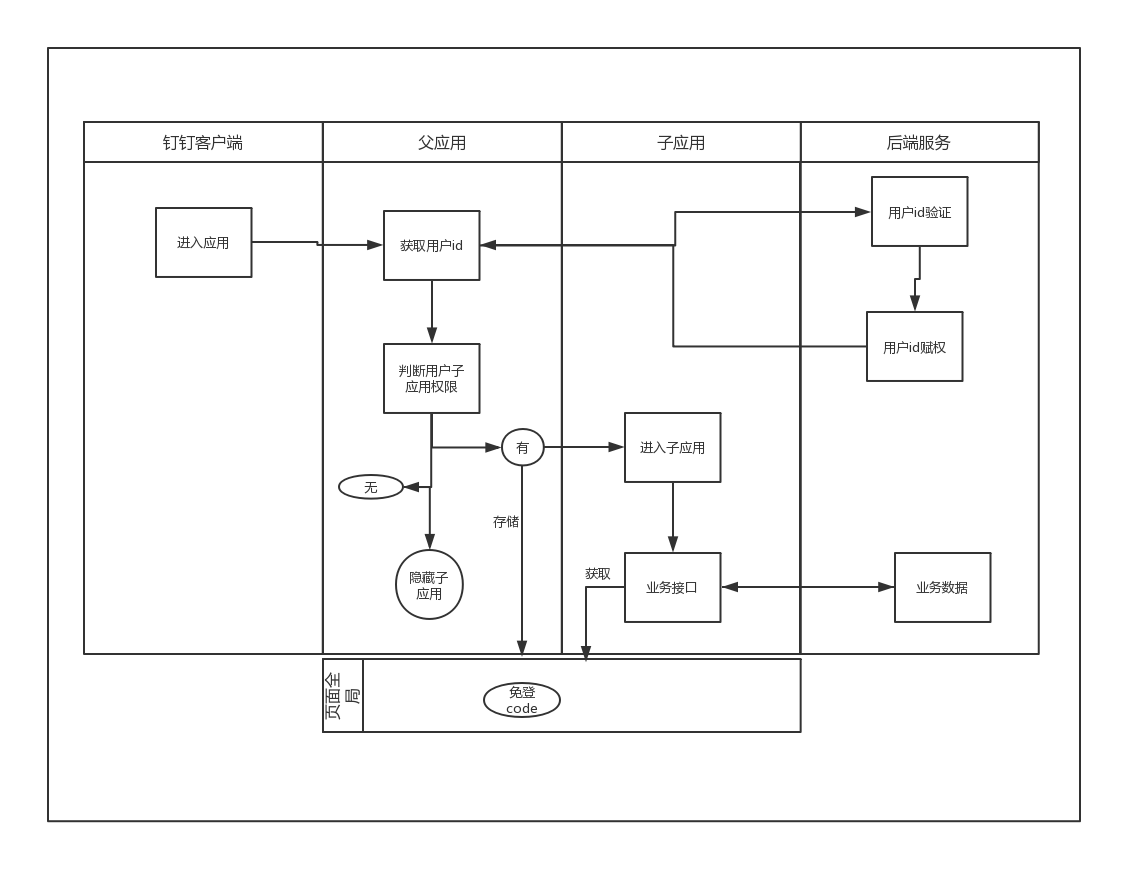 钉钉客户端
父应用
子应用
后端服务
进入应用
获取用户id
用户id验证
用户id赋权
判断用户子
应用权限
有
进入子应用
无
存储
隐藏子
应用
获取
业务接口
业务数据
页面全
局
免登
code